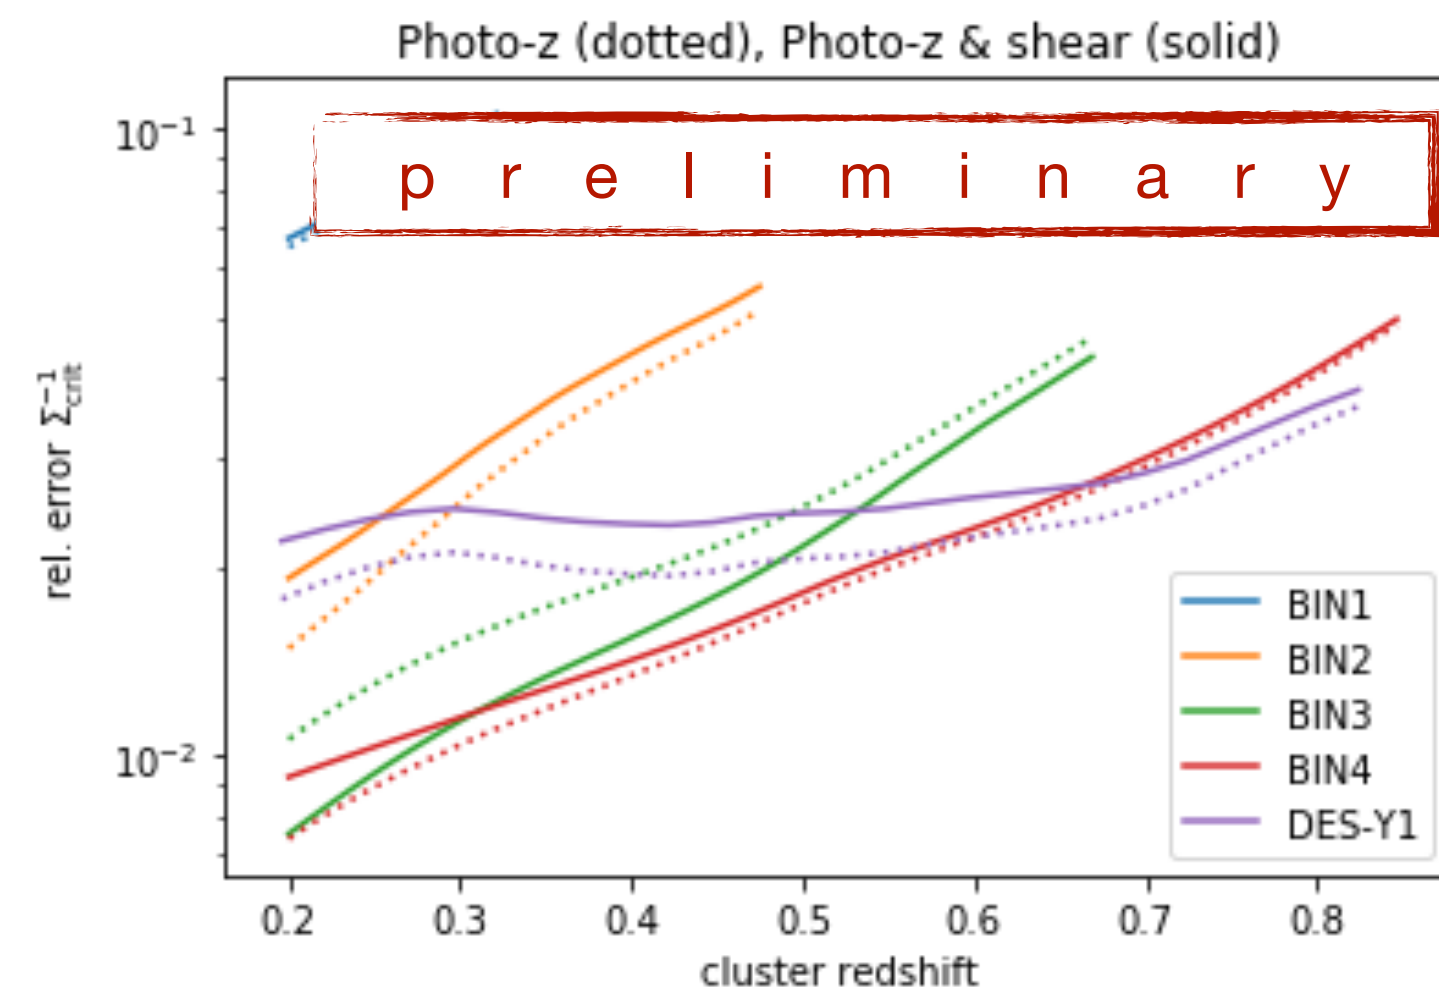 Photo-z (dotted), Photo-z & shear (solid)
10⁻¹
p r e l i m i n a r y
rel. error Σ⁻¹crit
10⁻²
BIN1
BIN2
BIN3
BIN4
DES-Y1
0.2 0.3 0.4 0.5 0.6 0.7 0.8
cluster redshift